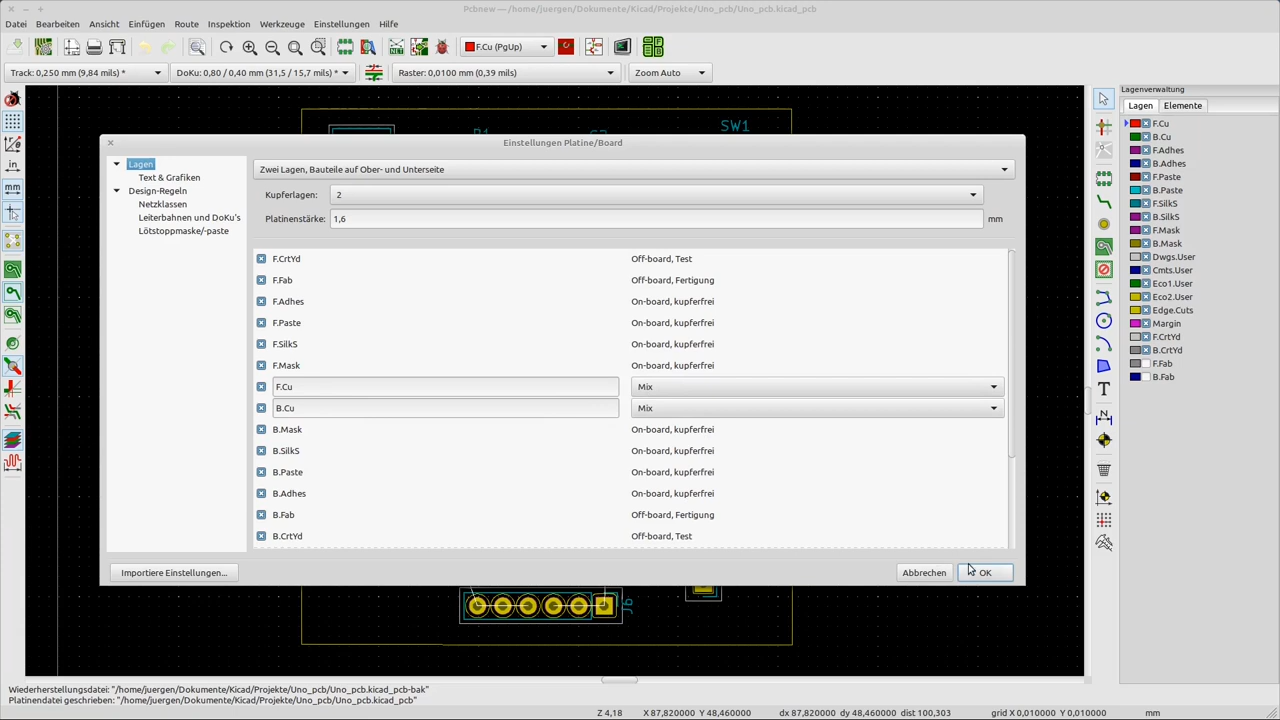 Pcbnew — /home/juergen/Dokumente/Kicad/Projekte/Uno_pcb/Uno_pcb.kicad_pcb
Datei Bearbeiten Ansicht Einfügen Route Inspektion Werkzeuge Einstellungen Hilfe
F.Cu (PgUp)
Track: 0,250 mm (9,84 mils) * DoKu: 0,80 / 0,40 mm (31,5 / 15,7 mils) * Raster: 0,0100 mm (0,39 mils) Zoom Auto
Lagenverwaltung
Lagen Elemente
F.Cu
B.Cu
F.Adhes
B.Adhes
F.Paste
B.Paste
F.SilkS
B.SilkS
F.Mask
B.Mask
Dwgs.User
Cmts.User
Eco1.User
Eco2.User
Edge.Cuts
Margin
F.CrtYd
B.CrtYd
F.Fab
B.Fab
in
mm
SW1
Einstellungen Platine/Board
Lagen
Text & Grafiken
Design-Regeln
Netzklassen
Leiterbahnen und DoKu's
Lötstoppmaske/-paste
Zwei Lagen, Bauteile auf Ober- und Unterseite
Kupferlagen: 2
Platinenstärke: 1,6 mm
F.CrtYd Off-board, Test
F.Fab Off-board, Fertigung
F.Adhes On-board, kupferfrei
F.Paste On-board, kupferfrei
F.SilkS On-board, kupferfrei
F.Mask On-board, kupferfrei
F.Cu Mix
B.Cu Mix
B.Mask On-board, kupferfrei
B.SilkS On-board, kupferfrei
B.Paste On-board, kupferfrei
B.Adhes On-board, kupferfrei
B.Fab Off-board, Fertigung
B.CrtYd Off-board, Test
Importiere Einstellungen... Abbrechen OK
J6
Wiederherstellungsdatei: "/home/juergen/Dokumente/Kicad/Projekte/Uno_pcb/Uno_pcb.kicad_pcb-bak"
Platinendatei geschrieben: "/home/juergen/Dokumente/Kicad/Projekte/Uno_pcb/Uno_pcb.kicad_pcb"
Z 4,18 X 87,820000 Y 48,460000 dx 87,820000 dy 48,460000 dist 100,303 grid X 0,010000 Y 0,010000 mm